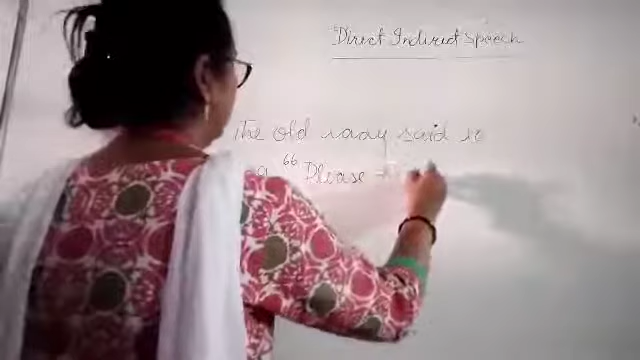 Direct Indirect Speech
The old lady said to
a "Please